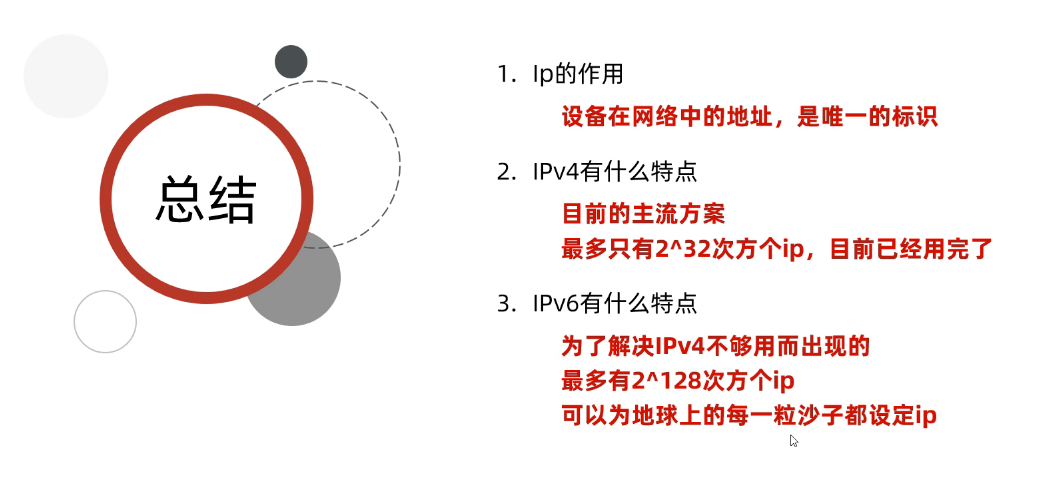 总结
1. Ip的作用
设备在网络中的地址，是唯一的标识
2. IPv4有什么特点
目前的主流方案
最多只有2^32次方个ip，目前已经用完了
3. IPv6有什么特点
为了解决IPv4不够用而出现的
最多有2^128次方个ip
可以为地球上的每一粒沙子都设定ip